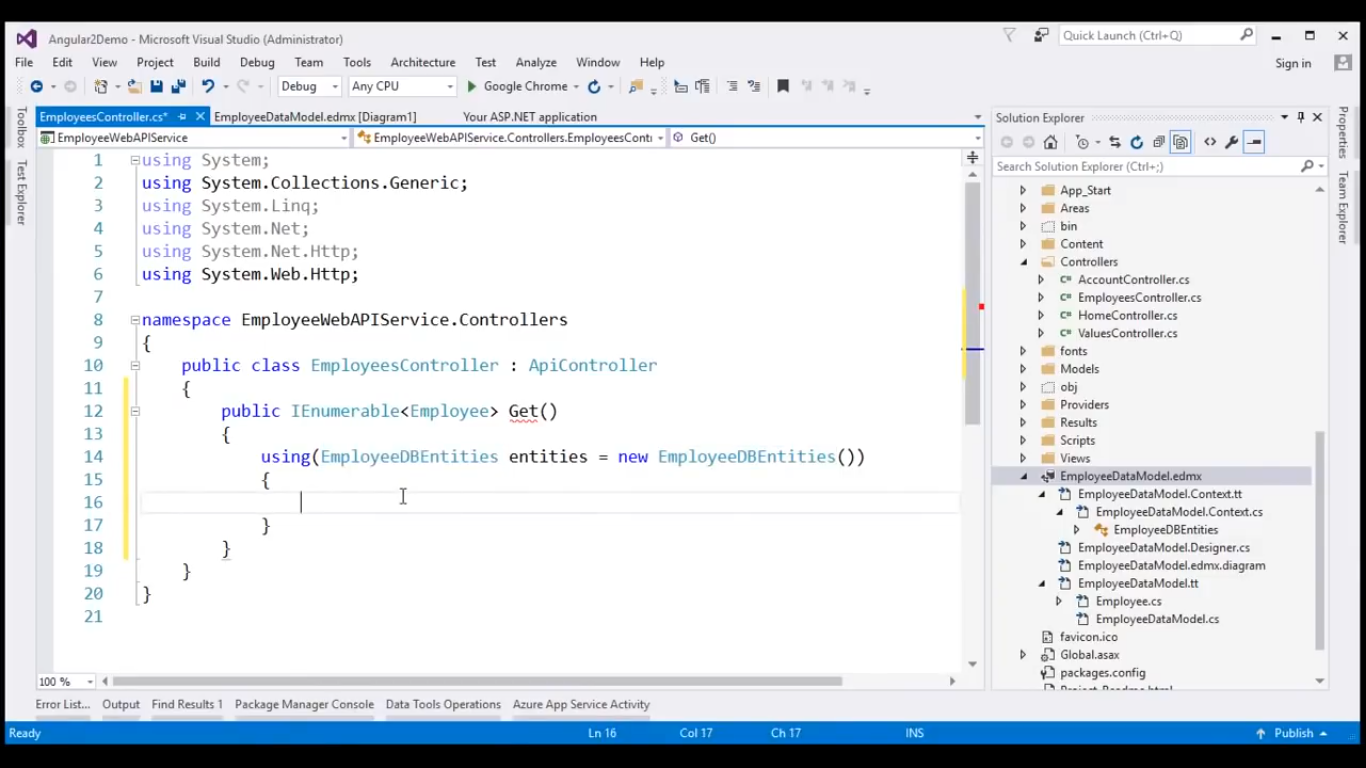 Angular2Demo - Microsoft Visual Studio (Administrator)
Quick Launch (Ctrl+Q)
File Edit View Project Build Debug Team Tools Architecture Test Analyze Window Help
Sign in
Debug Any CPU Google Chrome
EmployeesController.cs* EmployeeDataModel.edmx [Diagram1] Your ASP.NET application
EmployeeWebAPIService EmployeeWebAPIService.Controllers.EmployeesConti Get()
Toolbox
Test Explorer
1 using System;
2 using System.Collections.Generic;
3 using System.Linq;
4 using System.Net;
5 using System.Net.Http;
6 using System.Web.Http;
7
8 namespace EmployeeWebAPIService.Controllers
9 {
10 public class EmployeesController : ApiController
11 {
12 public IEnumerable<Employee> Get()
13 {
14 using(EmployeeDBEntities entities = new EmployeeDBEntities())
15 {
16
17 }
18 }
19 }
20 }
21
100 %
Solution Explorer
Search Solution Explorer (Ctrl+;)
App_Start
Areas
bin
Content
Controllers
AccountController.cs
EmployeesController.cs
HomeController.cs
ValuesController.cs
fonts
Models
obj
Providers
Results
Scripts
Views
EmployeeDataModel.edmx
EmployeeDataModel.Context.tt
EmployeeDataModel.Context.cs
EmployeeDBEntities
EmployeeDataModel.Designer.cs
EmployeeDataModel.edmx.diagram
EmployeeDataModel.tt
Employee.cs
EmployeeDataModel.cs
favicon.ico
Global.asax
packages.config
Project_Readme.html
Properties
Team Explorer
Error List... Output Find Results 1 Package Manager Console Data Tools Operations Azure App Service Activity
Ready Ln 16 Col 17 Ch 17 INS Publish